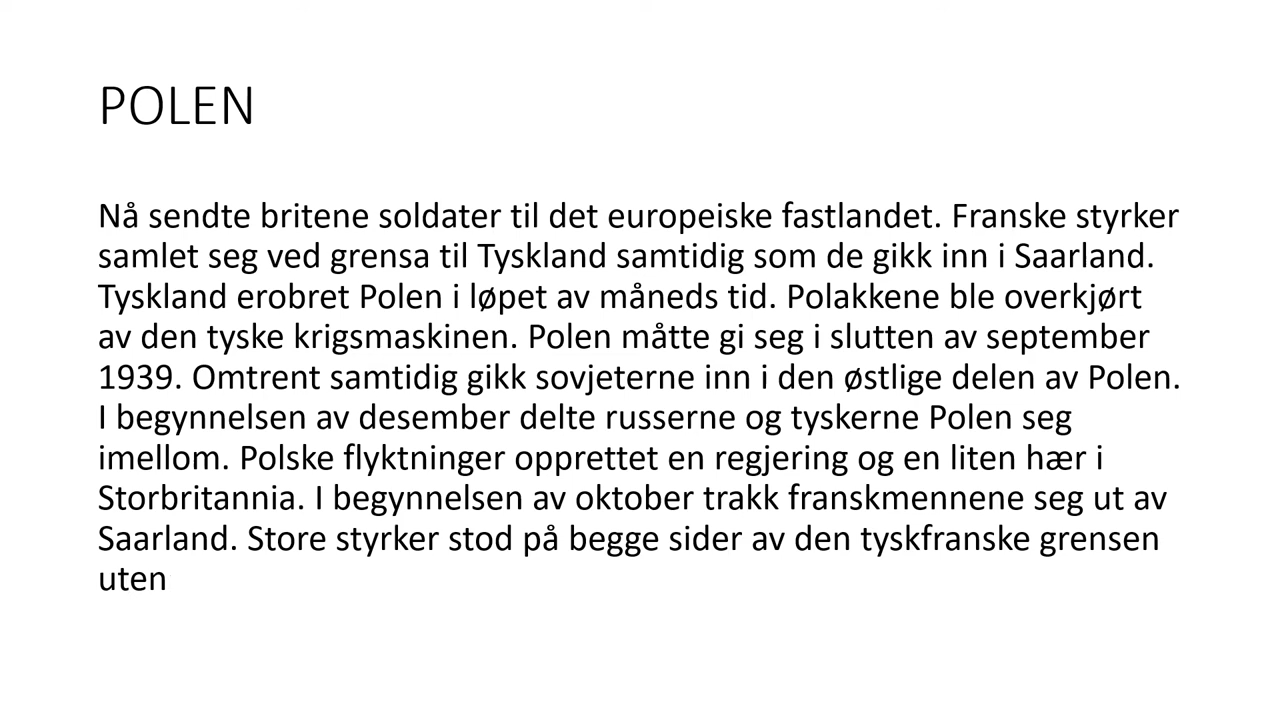 POLEN
Nå sendte britene soldater til det europeiske fastlandet. Franske styrker
samlet seg ved grensa til Tyskland samtidig som de gikk inn i Saarland.
Tyskland erobret Polen i løpet av måneds tid. Polakkene ble overkjørt
av den tyske krigsmaskinen. Polen måtte gi seg i slutten av september
1939. Omtrent samtidig gikk sovjeterne inn i den østlige delen av Polen.
I begynnelsen av desember delte russerne og tyskerne Polen seg
imellom. Polske flyktninger opprettet en regjering og en liten hær i
Storbritannia. I begynnelsen av oktober trakk franskmennene seg ut av
Saarland. Store styrker stod på begge sider av den tyskfranske grensen
uten